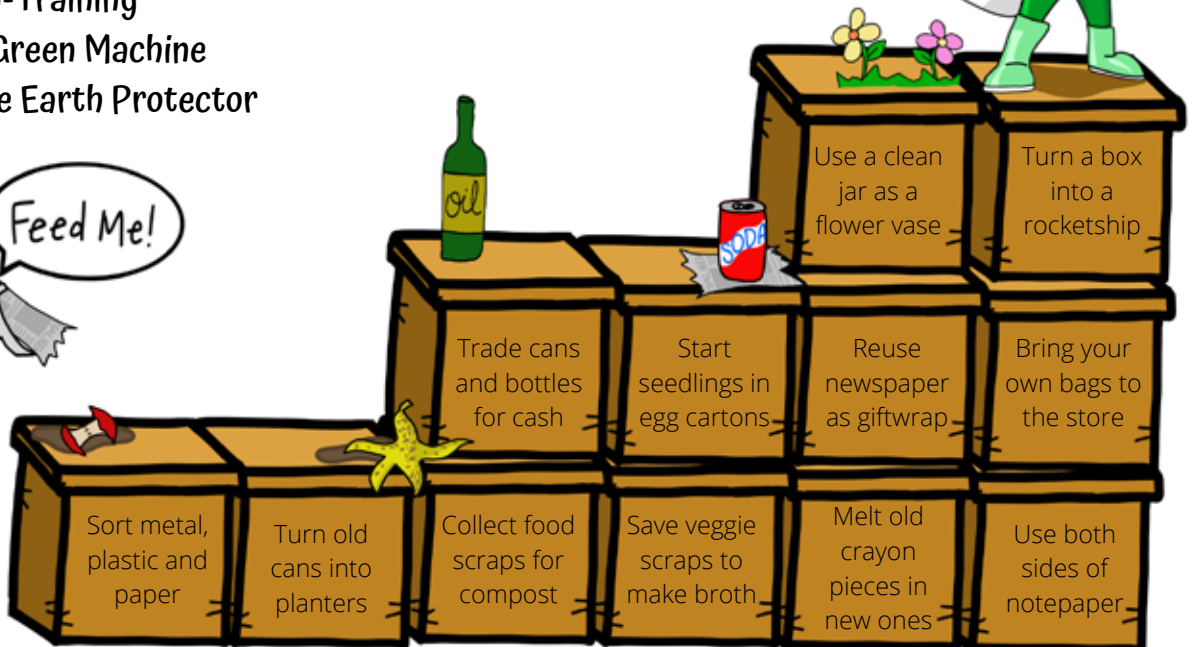 -Training
Green Machine
e Earth Protector
Feed Me!
oil
SODA
Use a clean
jar as a
flower vase
Turn a box
into a
rocketship
Trade cans
and bottles
for cash
Start
seedlings in
egg cartons
Reuse
newspaper
as giftwrap
Bring your
own bags to
the store
Sort metal,
plastic and
paper
Turn old
cans into
planters
Collect food
scraps for
compost
Save veggie
scraps to
make broth
Melt old
crayon
pieces in
new ones
Use both
sides of
notepaper